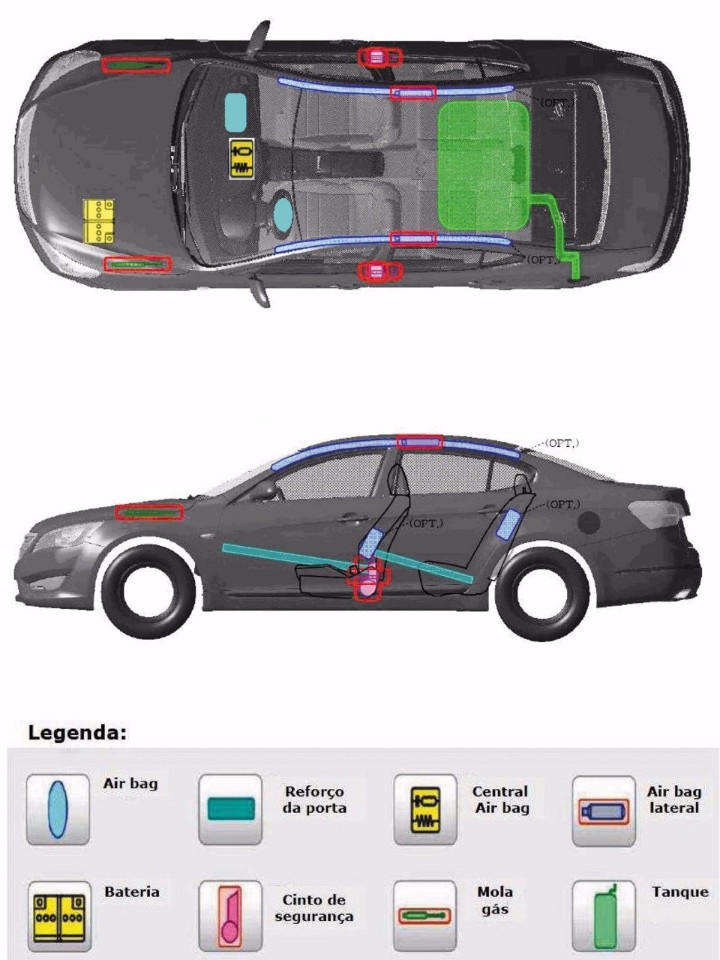 (OPT,)
(OPT,)
(OPT,)
(OPT,)
(OPT,)
Legenda:
Air bag
Reforço
da porta
Central
Air bag
Air bag
lateral
Bateria
Cinto de
segurança
Mola
gás
Tanque